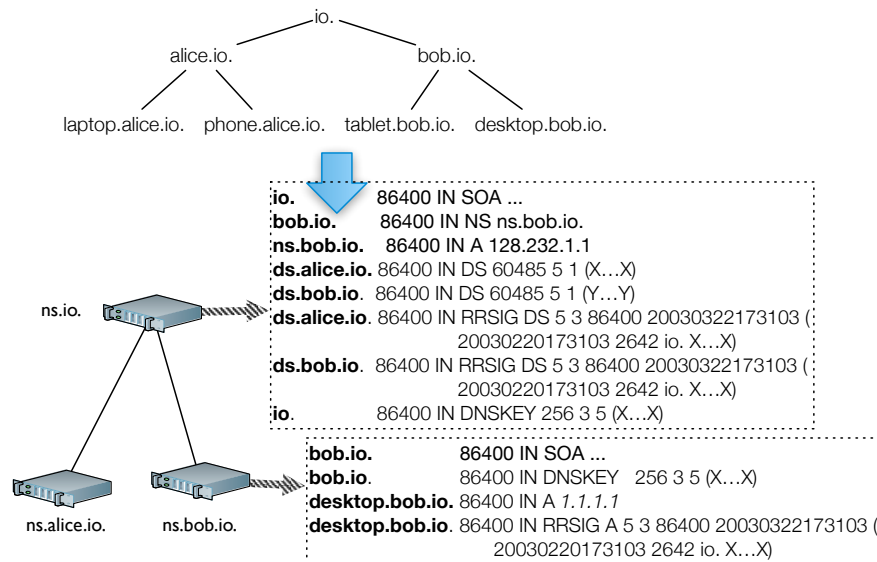 io.
alice.io. bob.io.
laptop.alice.io. phone.alice.io. tablet.bob.io. desktop.bob.io.
io. 86400 IN SOA ...
bob.io. 86400 IN NS ns.bob.io.
ns.bob.io. 86400 IN A 128.232.1.1
ds.alice.io. 86400 IN DS 60485 5 1 (X…X)
ds.bob.io. 86400 IN DS 60485 5 1 (Y…Y)
ds.alice.io. 86400 IN RRSIG DS 5 3 86400 20030322173103 (
20030220173103 2642 io. X…X)
ds.bob.io. 86400 IN RRSIG DS 5 3 86400 20030322173103 (
20030220173103 2642 io. X…X)
io. 86400 IN DNSKEY 256 3 5 (X…X)
ns.io.
bob.io. 86400 IN SOA ...
bob.io. 86400 IN DNSKEY 256 3 5 (X…X)
desktop.bob.io. 86400 IN A 1.1.1.1
desktop.bob.io. 86400 IN RRSIG A 5 3 86400 20030322173103 (
20030220173103 2642 io. X…X)
ns.alice.io. ns.bob.io.